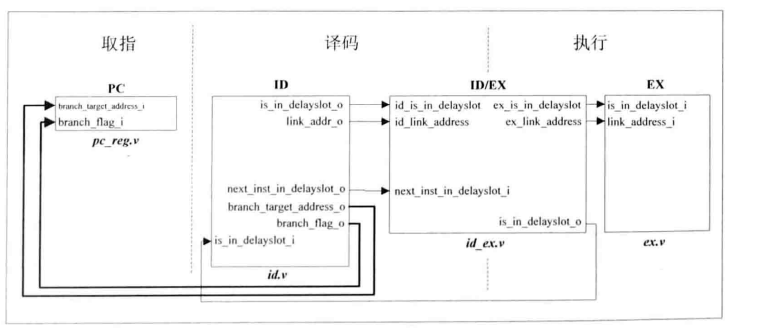 取指 译码 执行
PC ID ID/EX EX
branch_target_address_i is_in_delayslot_o id_is_in_delayslot ex_is_in_delayslot is_in_delayslot_i
branch_flag_i link_addr_o id_link_address ex_link_address link_address_i
pc_reg.v
next_inst_in_delayslot_o next_inst_in_delayslot_i
branch_target_address_o
branch_flag_o is_in_delayslot_o
is_in_delayslot_i
id.v id_ex.v ex.v